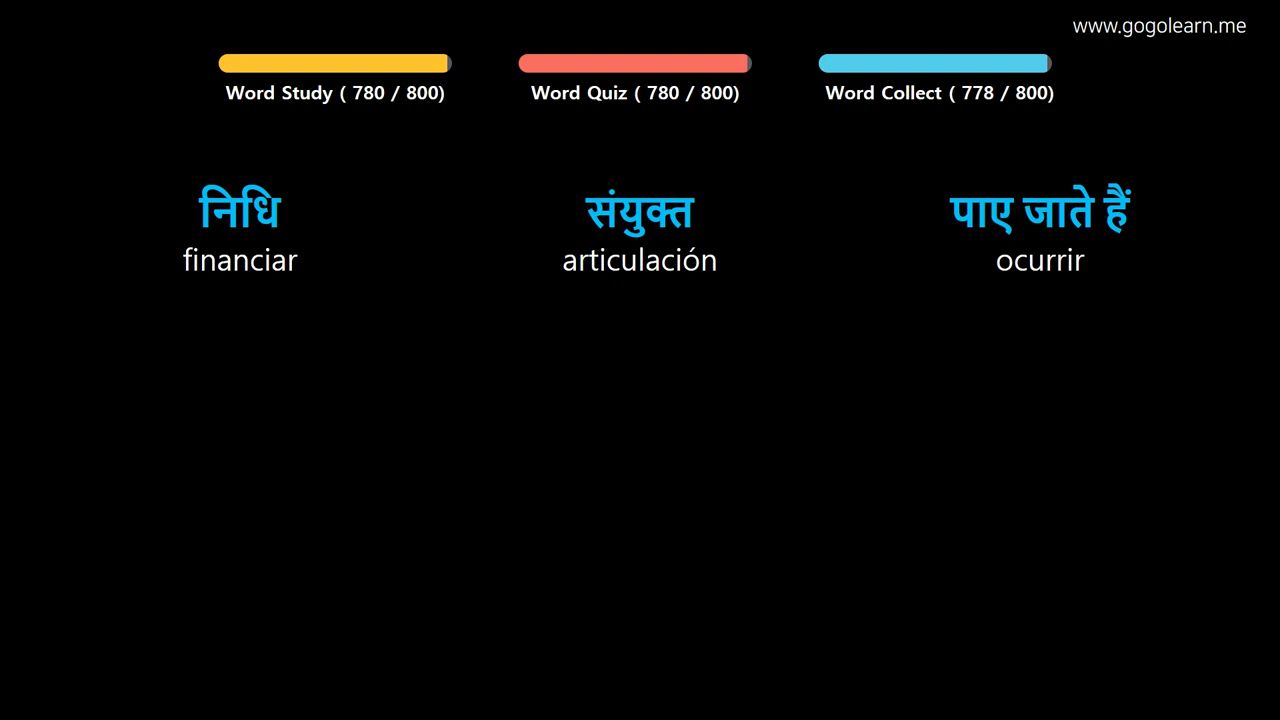 www.gogolearn.me
Word Study ( 780 / 800)
Word Quiz ( 780 / 800)
Word Collect ( 778 / 800)
निधि
financiar
संयुक्त
articulación
पाए जाते हैं
ocurrir